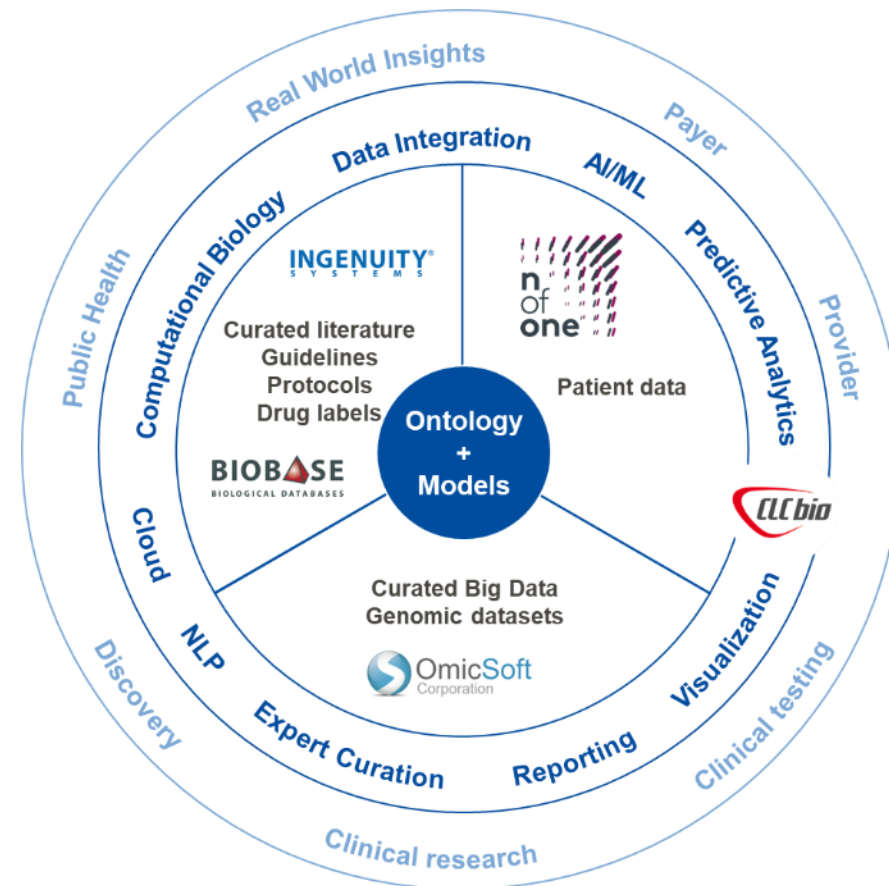 Real World Insights
Payer
Provider
Clinical testing
Clinical research
Discovery
Public Health
Data Integration
AI/ML
Predictive Analytics
CLC bio
Visualization
Reporting
Expert Curation
NLP
Cloud
Computational Biology
INGENUITY®
SYSTEMS
Curated literature
Guidelines
Protocols
Drug labels
BIOBASE
BIOLOGICAL DATABASES
n
of
one
Patient data
Ontology
+
Models
Curated Big Data
Genomic datasets
OmicSoft
Corporation